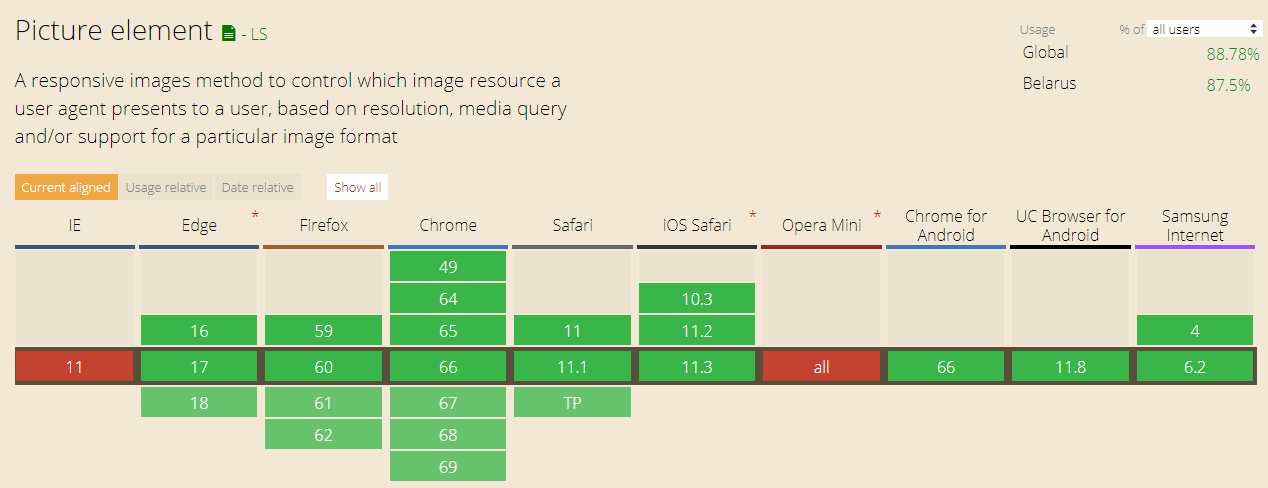 Picture element - LS
Usage % of all users
Global 88.78%
Belarus 87.5%
A responsive images method to control which image resource a
user agent presents to a user, based on resolution, media query
and/or support for a particular image format
Current aligned Usage relative Date relative Show all
IE Edge * Firefox Chrome Safari iOS Safari * Opera Mini * Chrome for Android UC Browser for Android Samsung Internet
49
64 10.3
16 59 65 11 11.2 4
11 17 60 66 11.1 11.3 all 66 11.8 6.2
18 61 67 TP
62 68
69